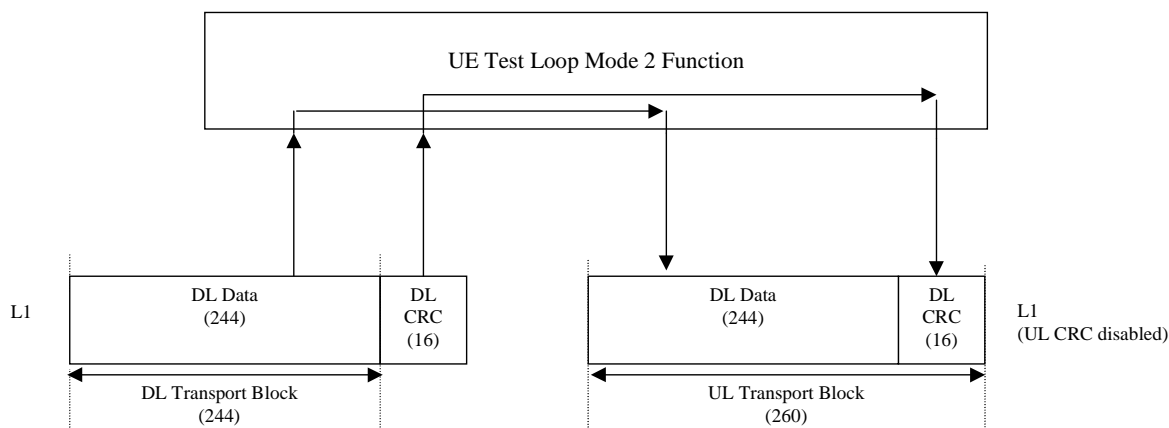 UE Test Loop Mode 2 Function
L1
DL Data
(244)
DL
CRC
(16)
DL Data
(244)
DL
CRC
(16)
L1
(UL CRC disabled)
DL Transport Block
(244)
UL Transport Block
(260)